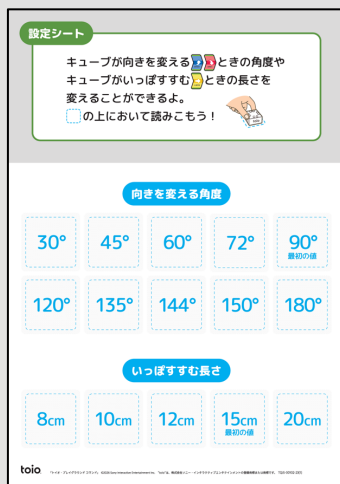 設定シート
キューブが向きを変える ときの角度や
キューブがいっぽすすむ ときの長さを
変えることができるよ。
の上において読みこもう!
向きを変える角度
30° 45° 60° 72° 90°
最初の値
120° 135° 144° 150° 180°
いっぽすすむ長さ
8cm 10cm 12cm 15cm 20cm
最初の値
toio